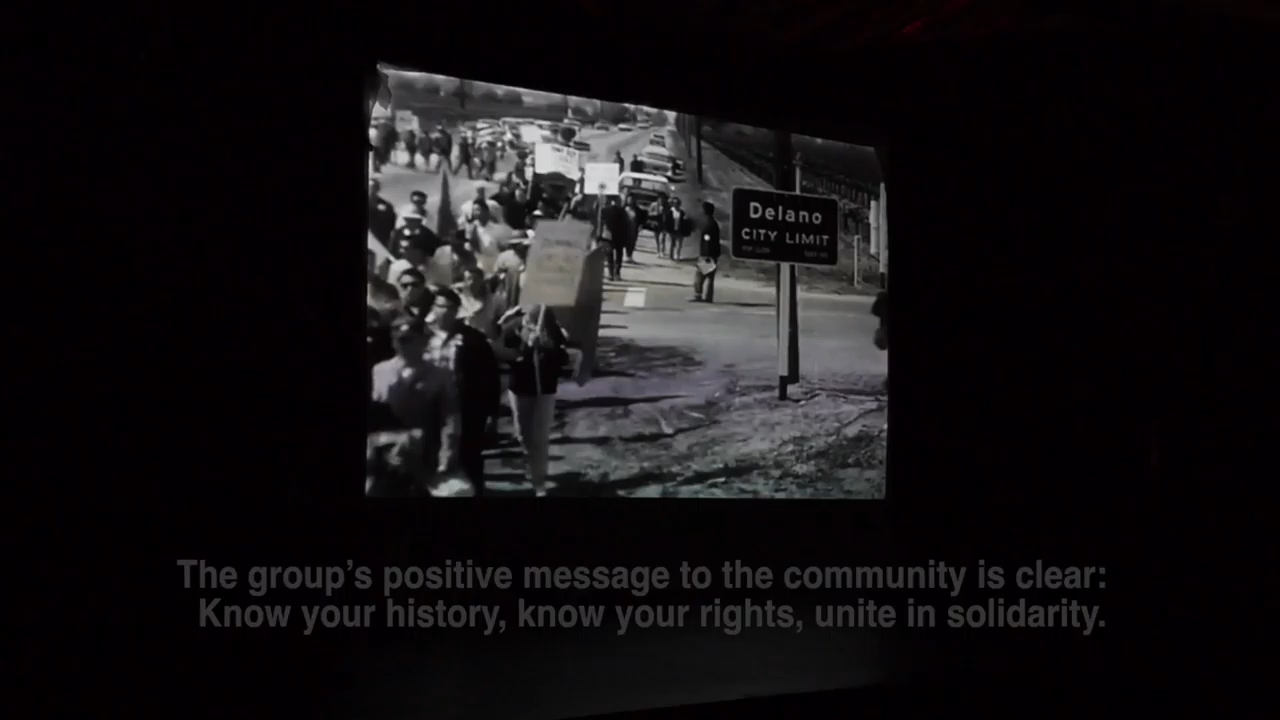 Delano
CITY LIMIT
The group's positive message to the community is clear:
Know your history, know your rights, unite in solidarity.